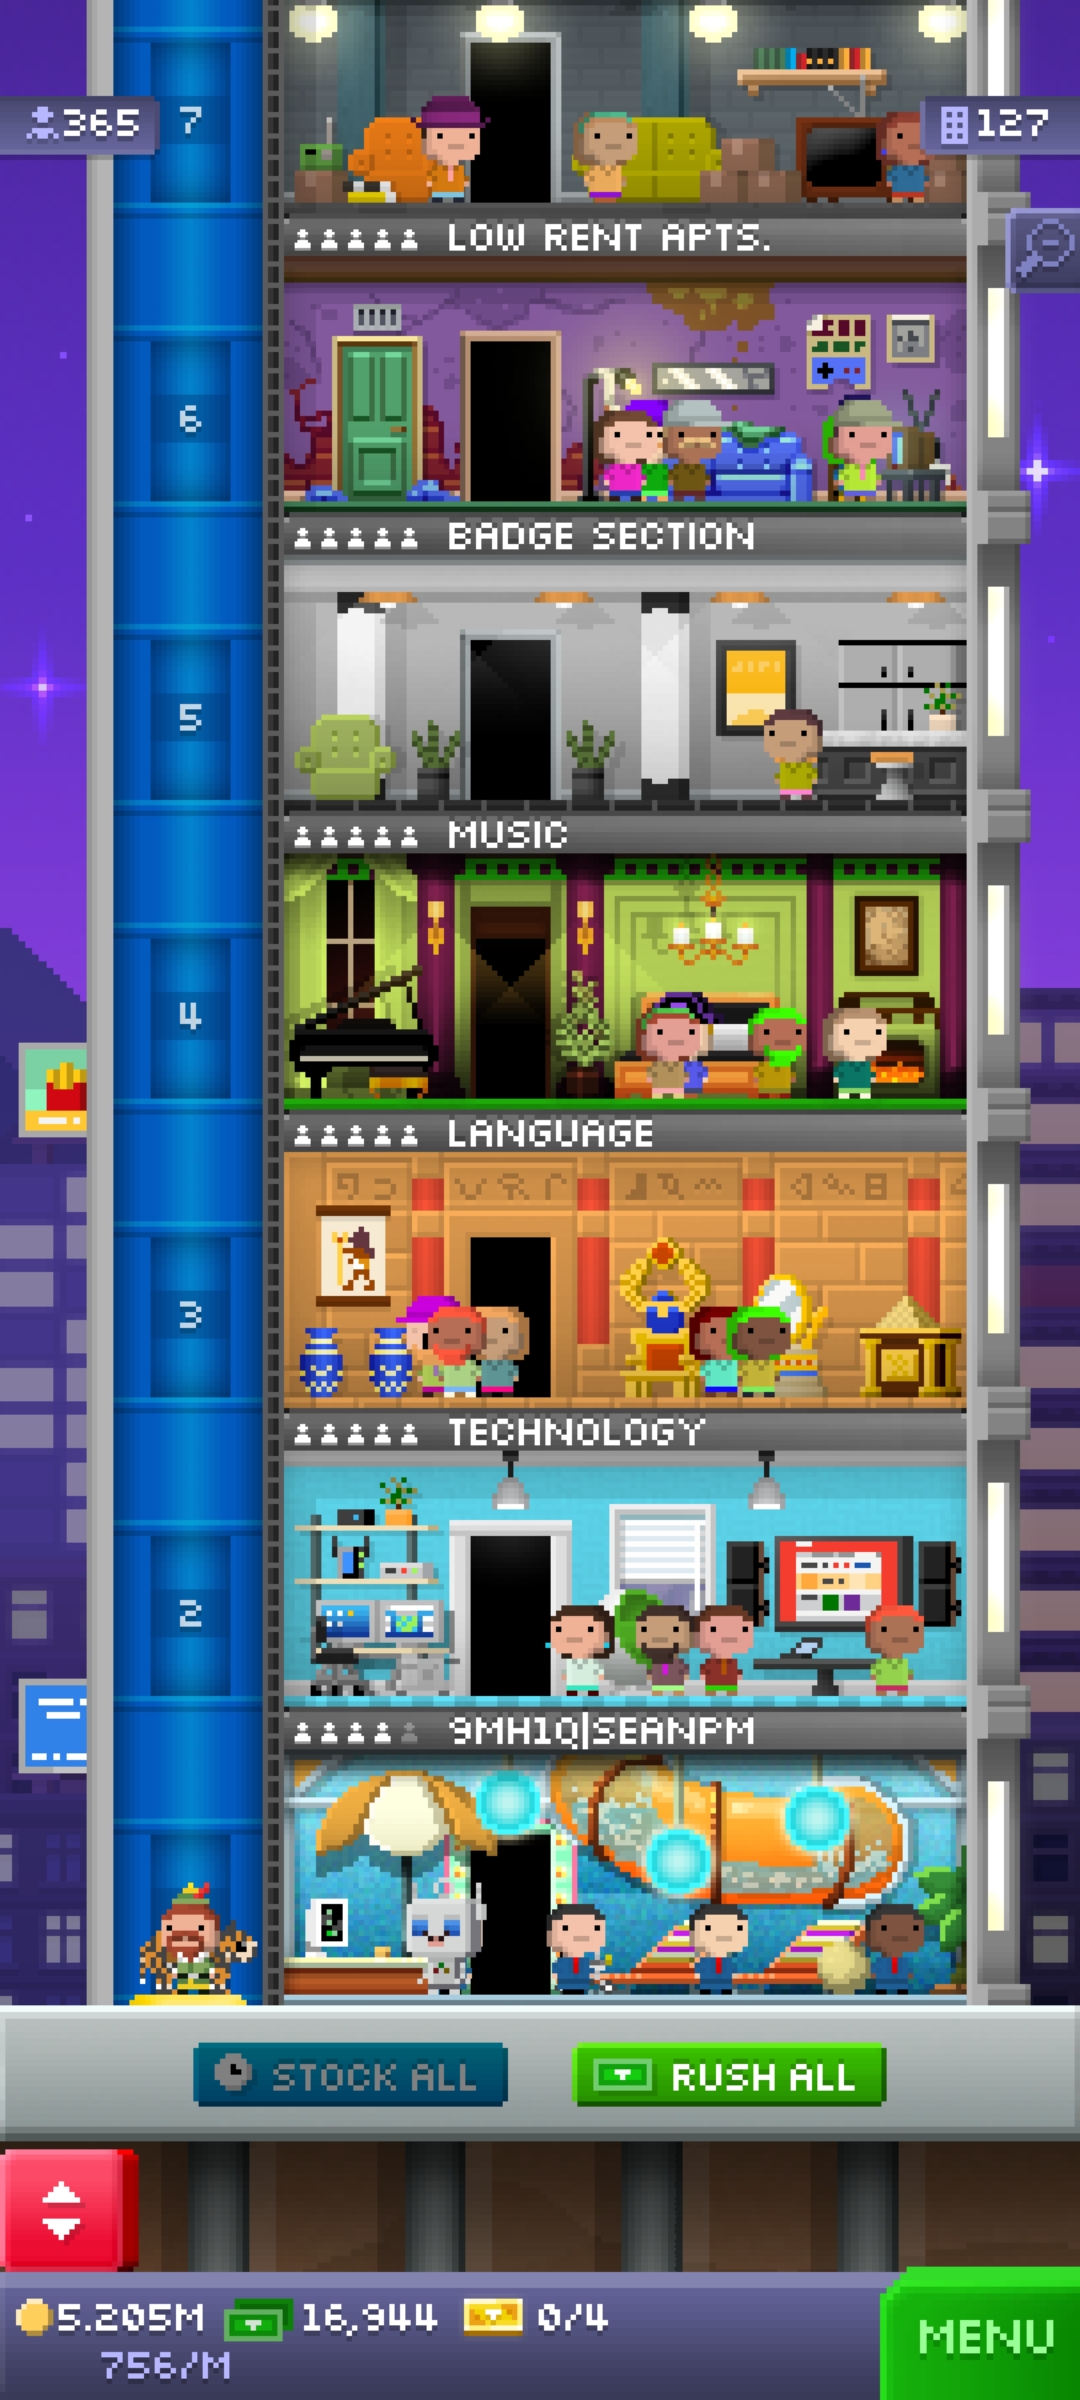 7
365
127
LOW RENT APTS.
6
BADGE SECTION
5
MUSIC
4
LANGUAGE
3
TECHNOLOGY
2
9MH1Q|SEANPM
STOCK ALL
RUSH ALL
5.205M
16,944
0/4
756/M
MENU